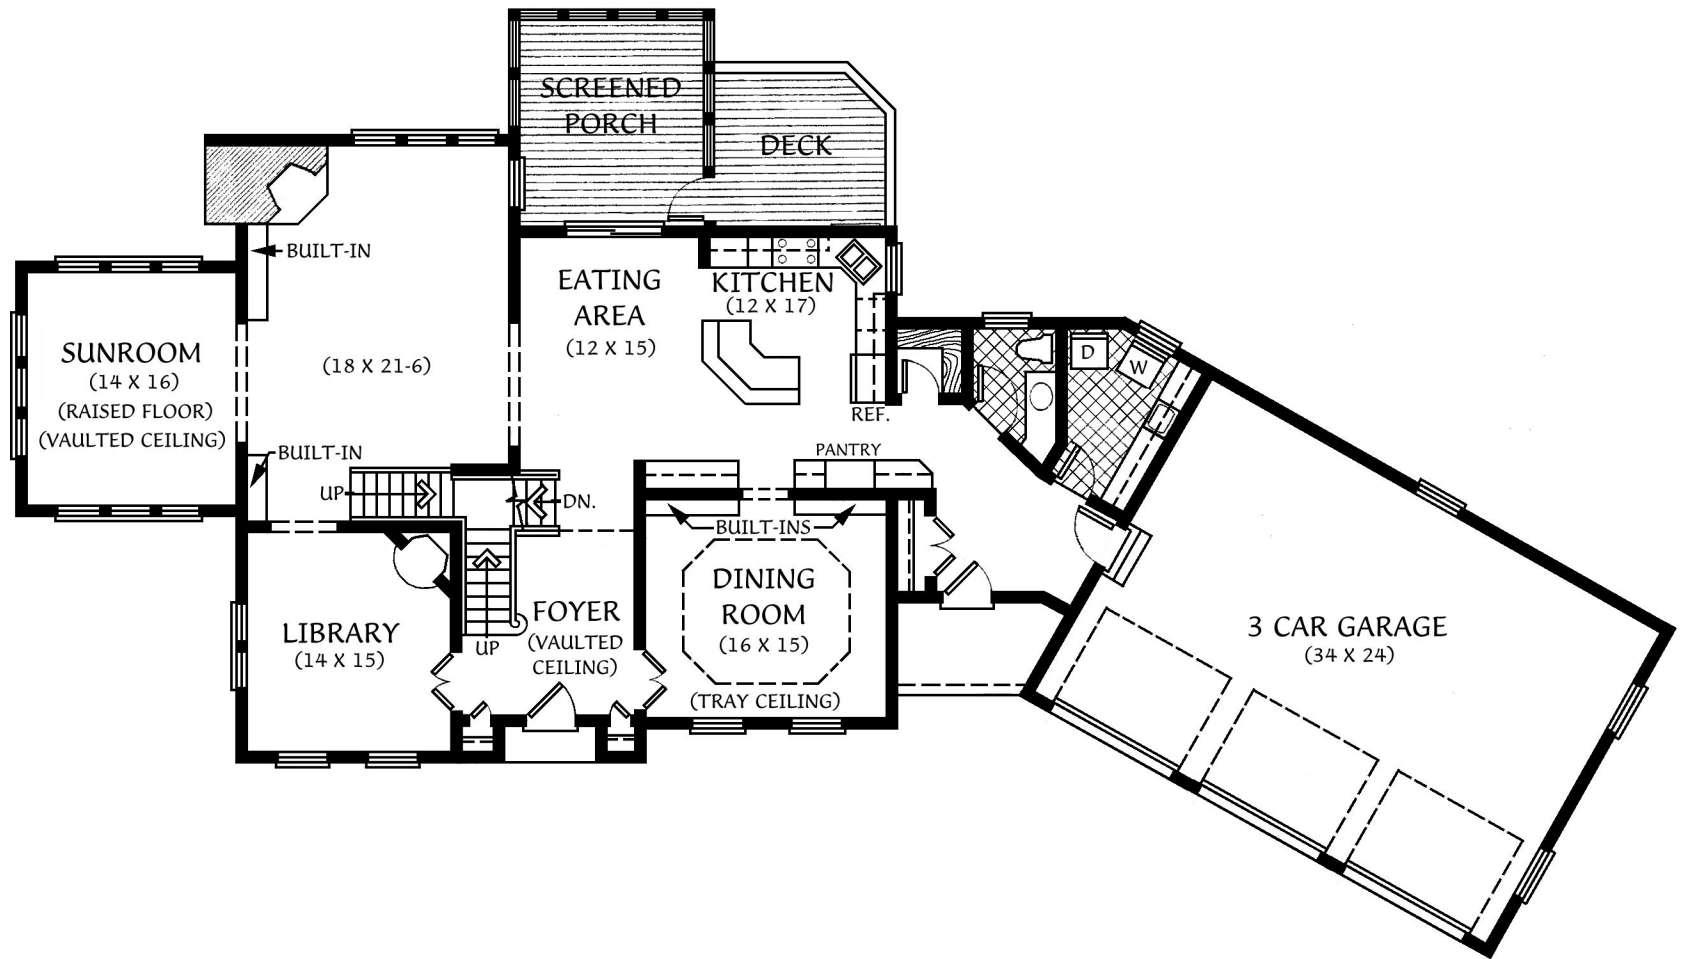 SCREENED
PORCH
DECK
BUILT-IN
EATING
AREA
(12 X 15)
KITCHEN
(12 X 17)
SUNROOM
(14 X 16)
(RAISED FLOOR)
(VAULTED CEILING)
(18 X 21-6)
D
W
REF.
PANTRY
BUILT-IN
UP
DN.
BUILT-INS
LIBRARY
(14 X 15)
UP
FOYER
(VAULTED
CEILING)
DINING
ROOM
(16 X 15)
(TRAY CEILING)
3 CAR GARAGE
(34 X 24)